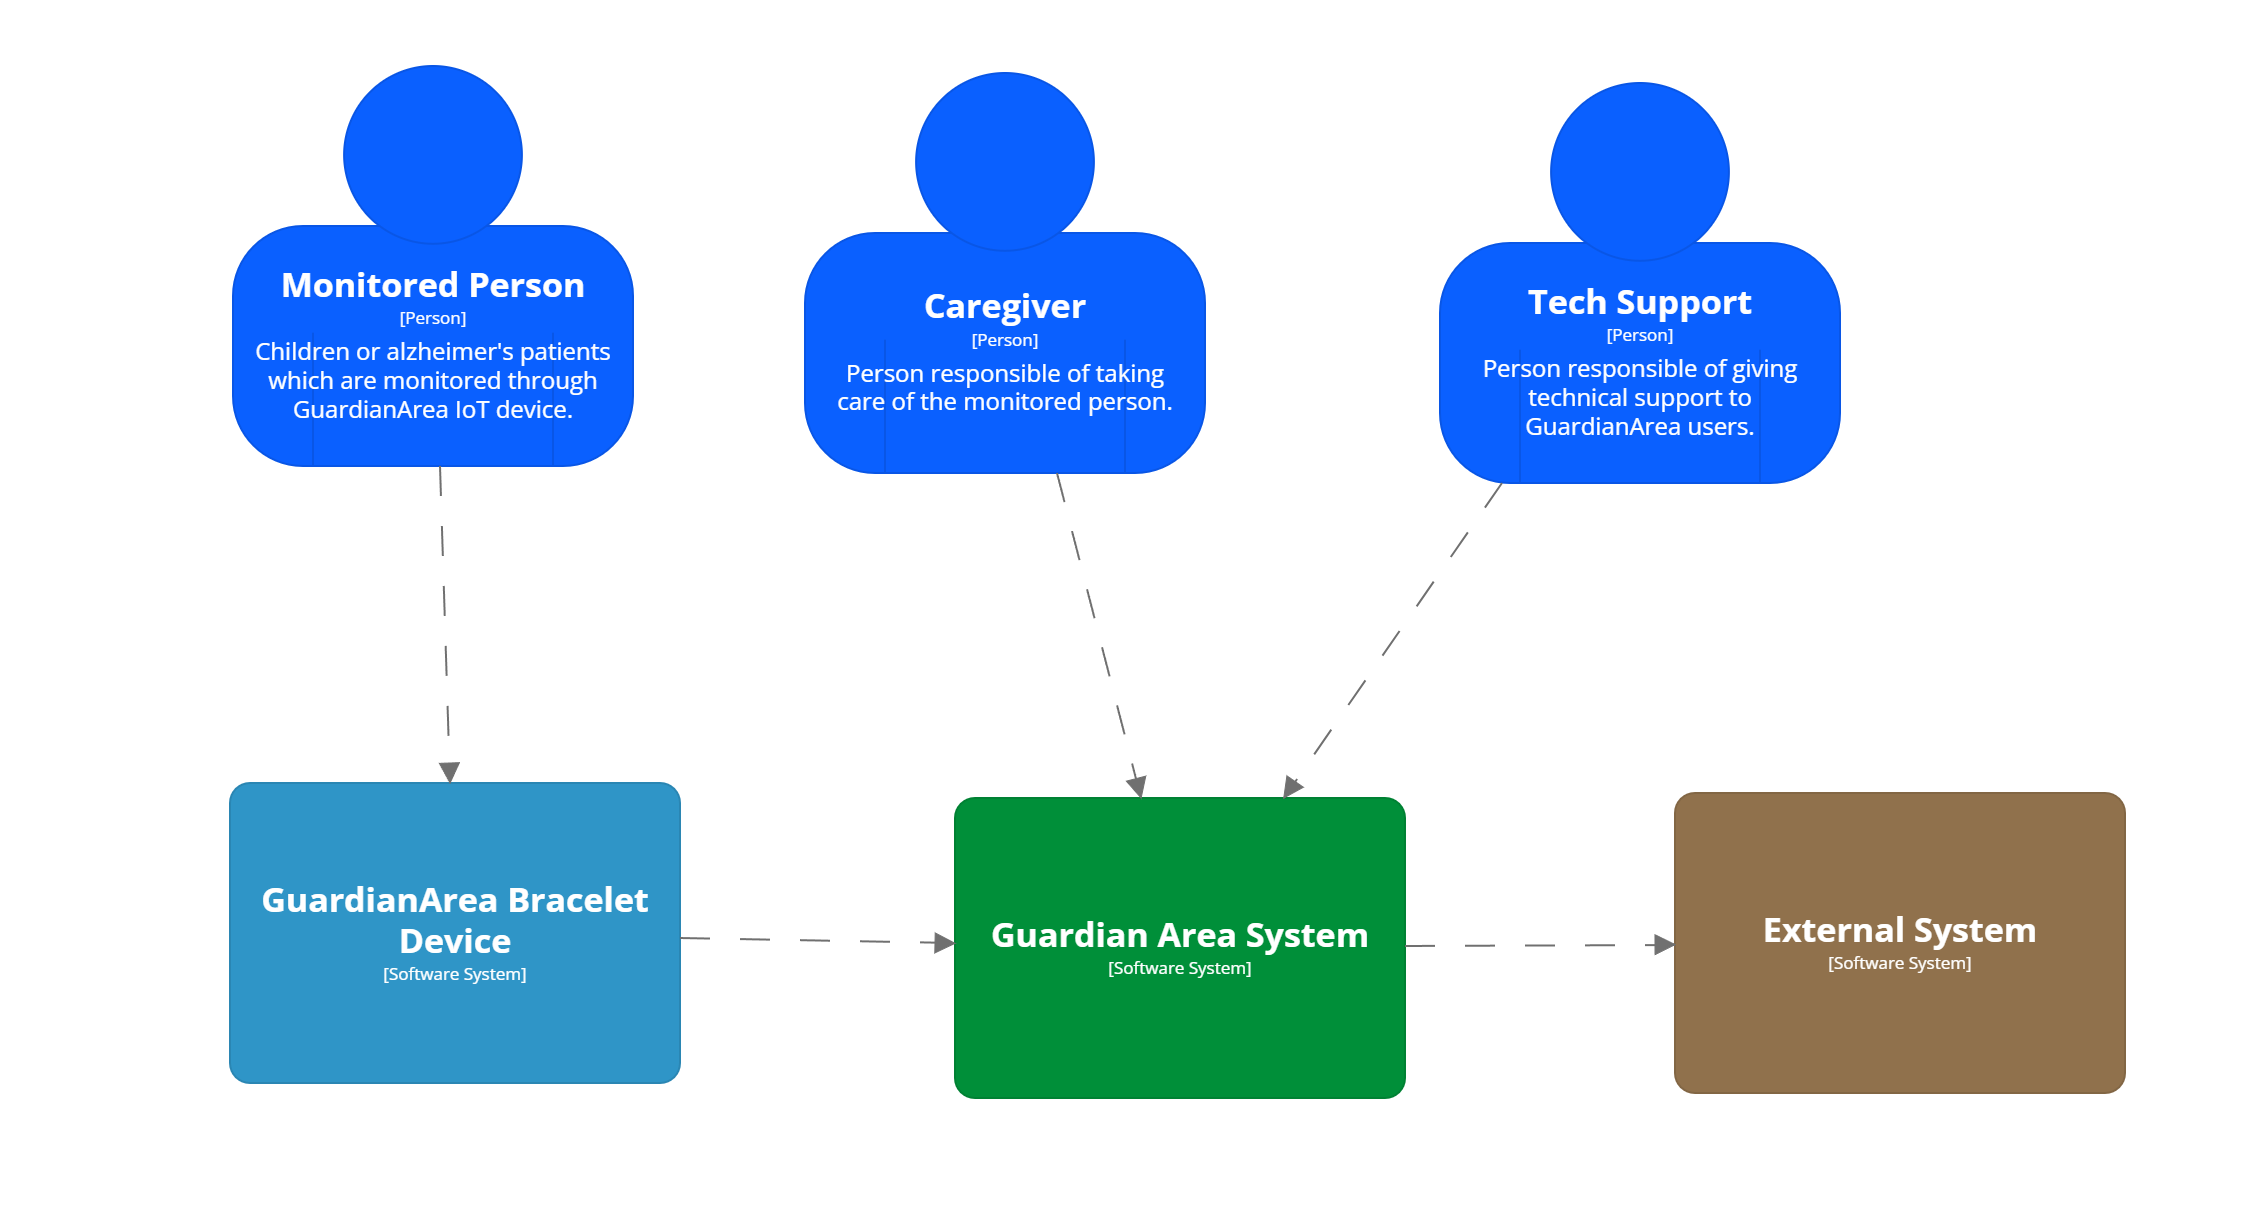 Monitored Person
[Person]
Children or alzheimer's patients
which are monitored through
GuardianArea IoT device.
Caregiver
[Person]
Person responsible of taking
care of the monitored person.
Tech Support
[Person]
Person responsible of giving
technical support to
GuardianArea users.
GuardianArea Bracelet
Device
[Software System]
Guardian Area System
[Software System]
External System
[Software System]